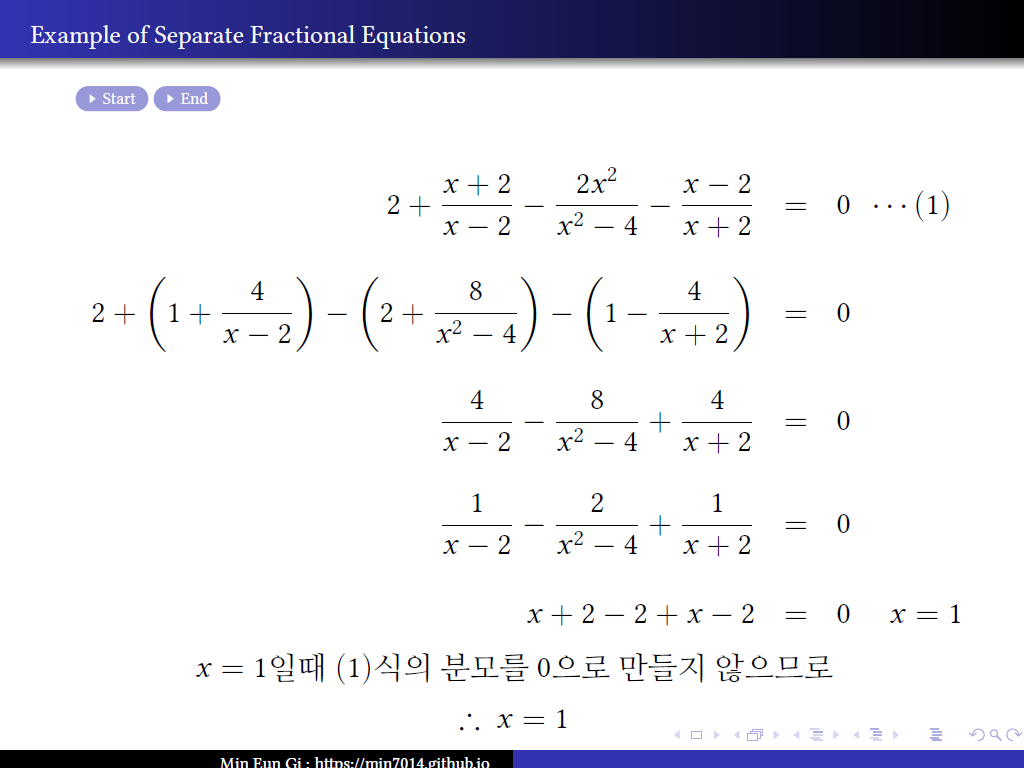 Example of Separate Fractional Equations
Start End
2 + \frac{x + 2}{x − 2} − \frac{2x^2}{x^2 − 4} − \frac{x − 2}{x + 2} = 0 ⋯ (1)
2 + \left(1 + \frac{4}{x − 2}\right) − \left(2 + \frac{8}{x^2 − 4}\right) − \left(1 − \frac{4}{x + 2}\right) = 0
\frac{4}{x − 2} − \frac{8}{x^2 − 4} + \frac{4}{x + 2} = 0
\frac{1}{x − 2} − \frac{2}{x^2 − 4} + \frac{1}{x + 2} = 0
x + 2 − 2 + x − 2 = 0 x = 1
x = 1일때 (1)식의 분모를 0으로 만들지 않으므로
∴ x = 1
Min Eun Gi : https://min7014.github.io